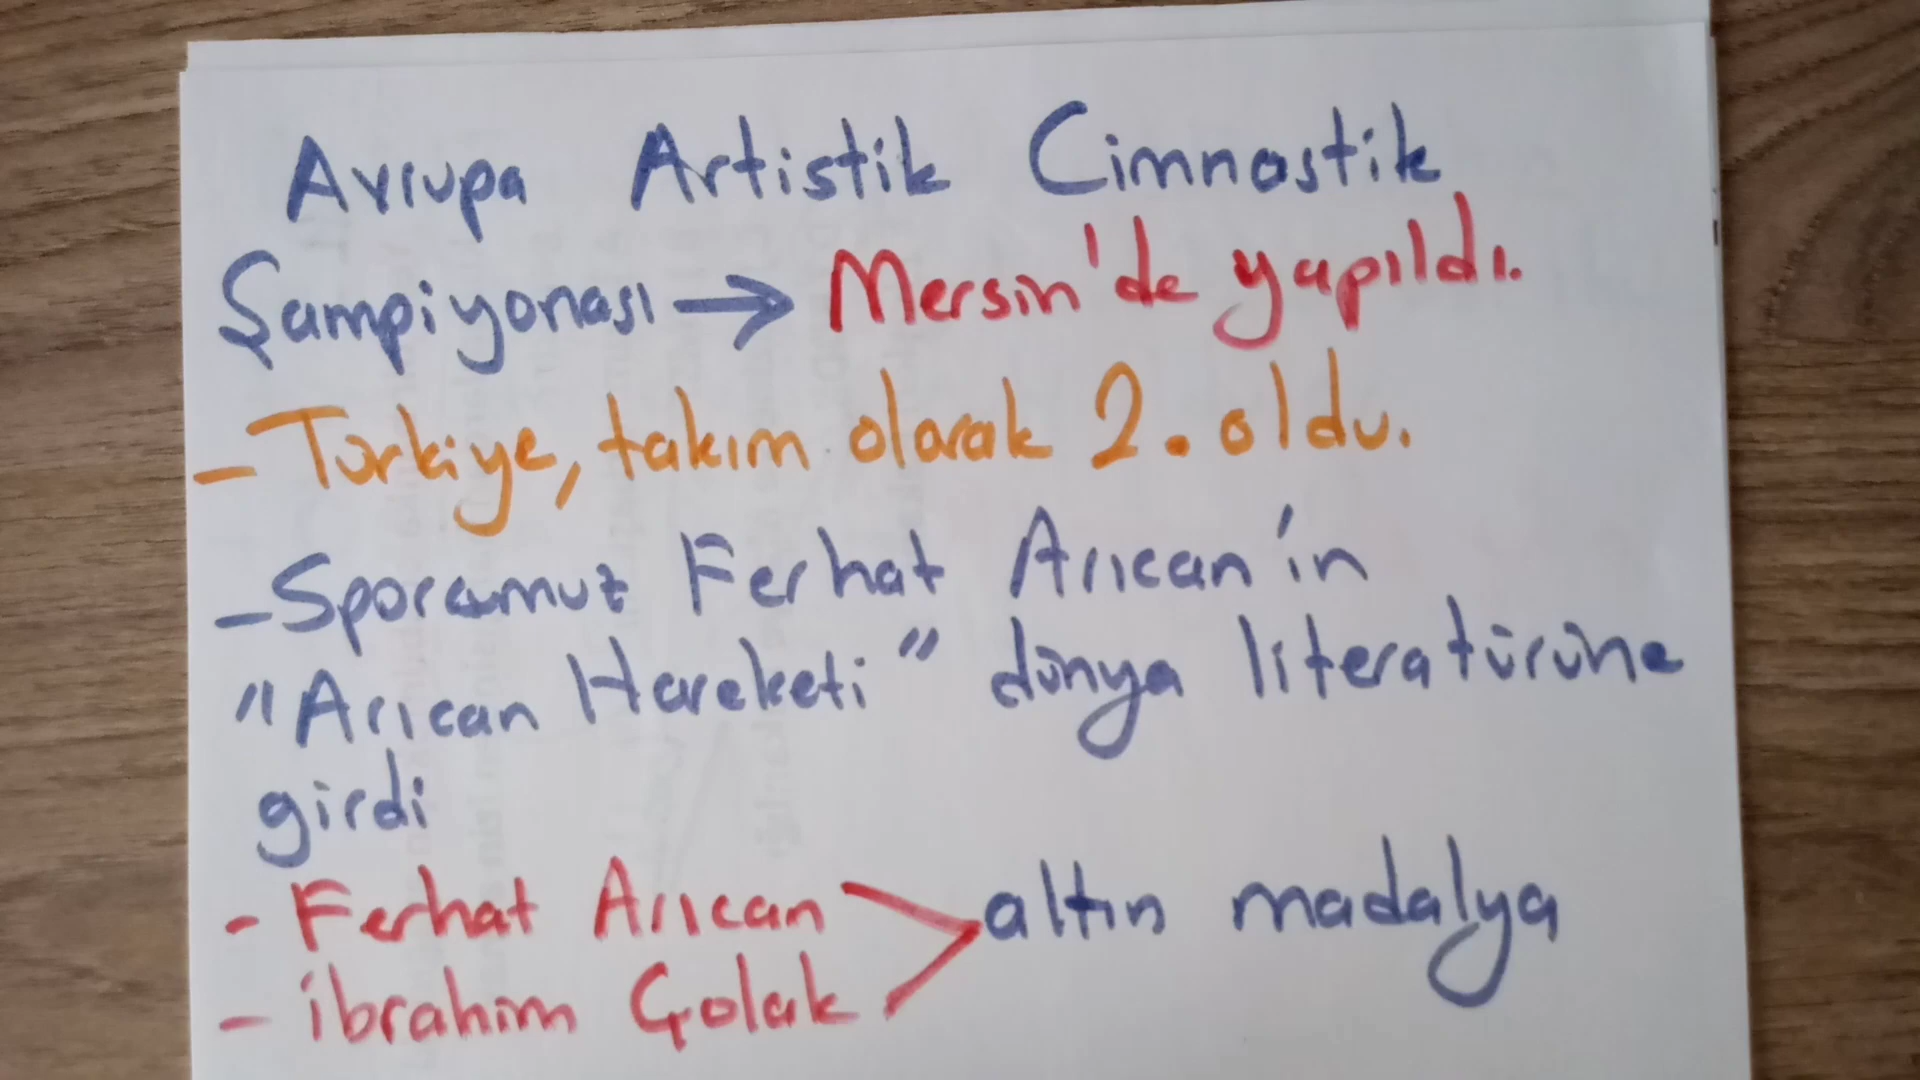 Avrupa Artistik Cimnastik
Şampiyonası → Mersin'de yapıldı.
- Türkiye, takım olarak 2. oldu.
- Sporcumuz Ferhat Arıcan'ın
"Arıcan Hareketi" dünya literatürüne
girdi
- Ferhat Arıcan
- İbrahim Çolak
altın madalya